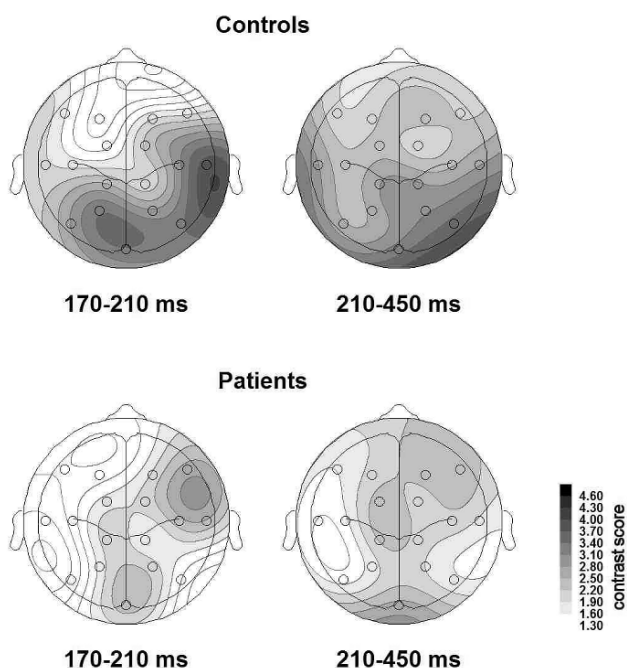 Controls
170-210 ms
210-450 ms
Patients
170-210 ms
210-450 ms
4.60
4.30
4.00
3.70
3.40
3.10
2.80
2.50
2.20
1.90
1.60
1.30
contrast score